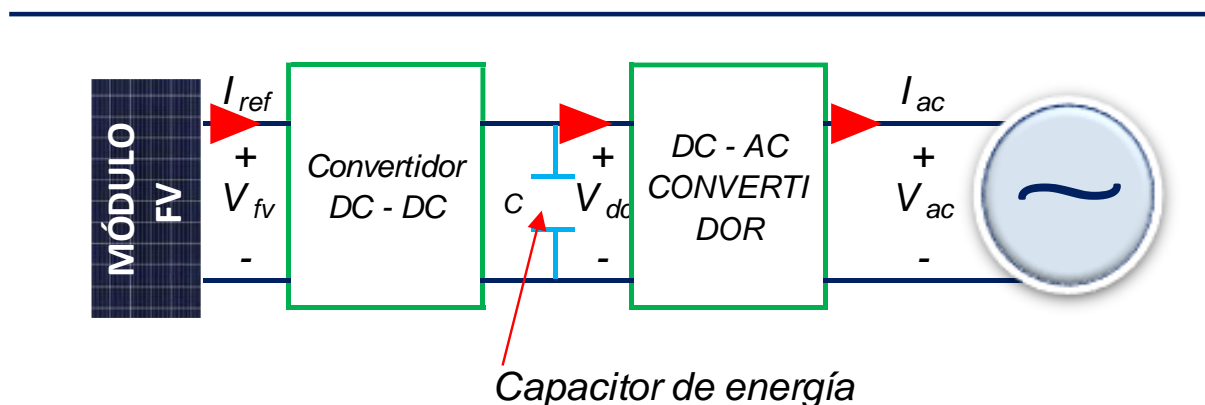 MÓDULO
FV
I ref
+
V fv
-
Convertidor
DC - DC
C
+
V dc
-
DC - AC
CONVERTI
DOR
I ac
+
V ac
-
~
Capacitor de energía